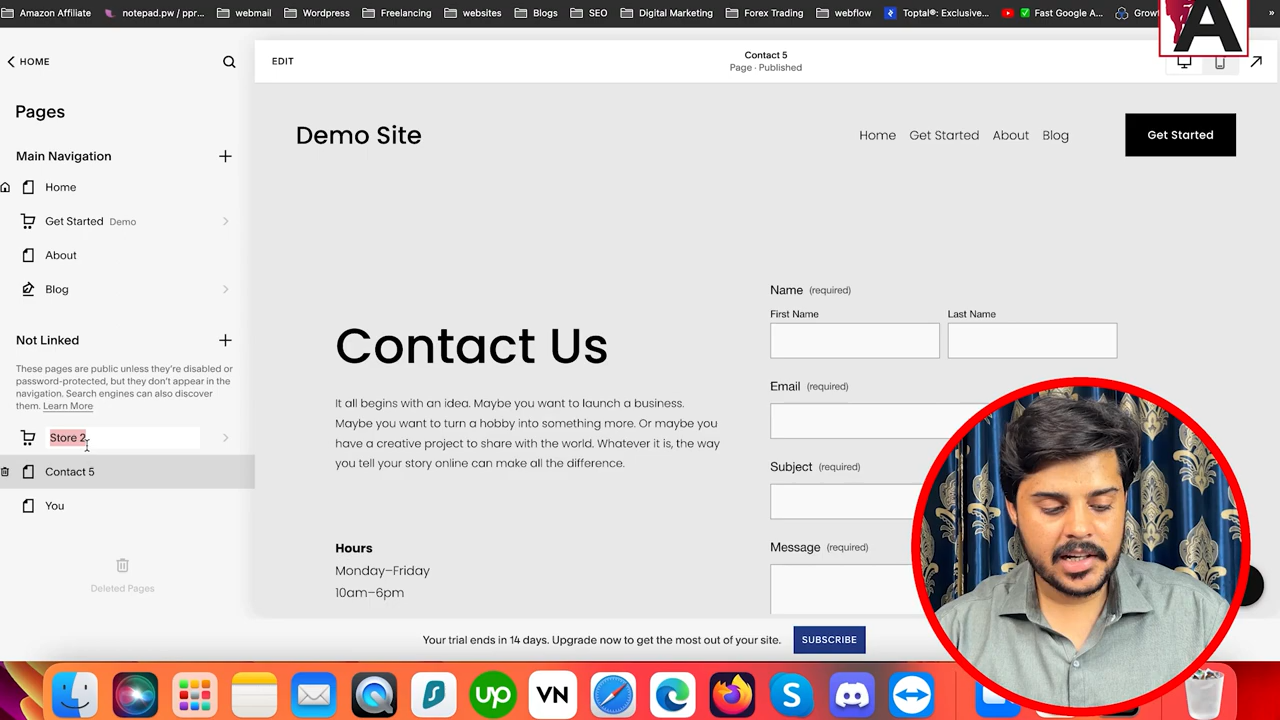 Amazon Affiliate
notepad.pw / ppr...
webmail
Wordpress
Freelancing
websites
Blogs
SEO
Digital Marketing
Forex Trading
webflow
Toptal®: Exclusive...
Fast Google A...
»
A
HOME
EDIT
Contact 5
Page · Published
Pages
Main Navigation
Home
Get Started Demo
About
Blog
Not Linked
These pages are public unless they're disabled or
password-protected, but they don't appear in the
navigation. Search engines can also discover
them. Learn More
Store 2
Contact 5
You
Deleted Pages
Demo Site
Home
Get Started
About
Blog
Get Started
Contact Us
It all begins with an idea. Maybe you want to launch a business.
Maybe you want to turn a hobby into something more. Or maybe you
have a creative project to share with the world. Whatever it is, the way
you tell your story online can make all the difference.
Hours
Monday–Friday
10am–6pm
Name (required)
First Name
Last Name
Email (required)
Subject (required)
Message (required)
Your trial ends in 14 days. Upgrade now to get the most out of your site.
SUBSCRIBE
up
VN
S